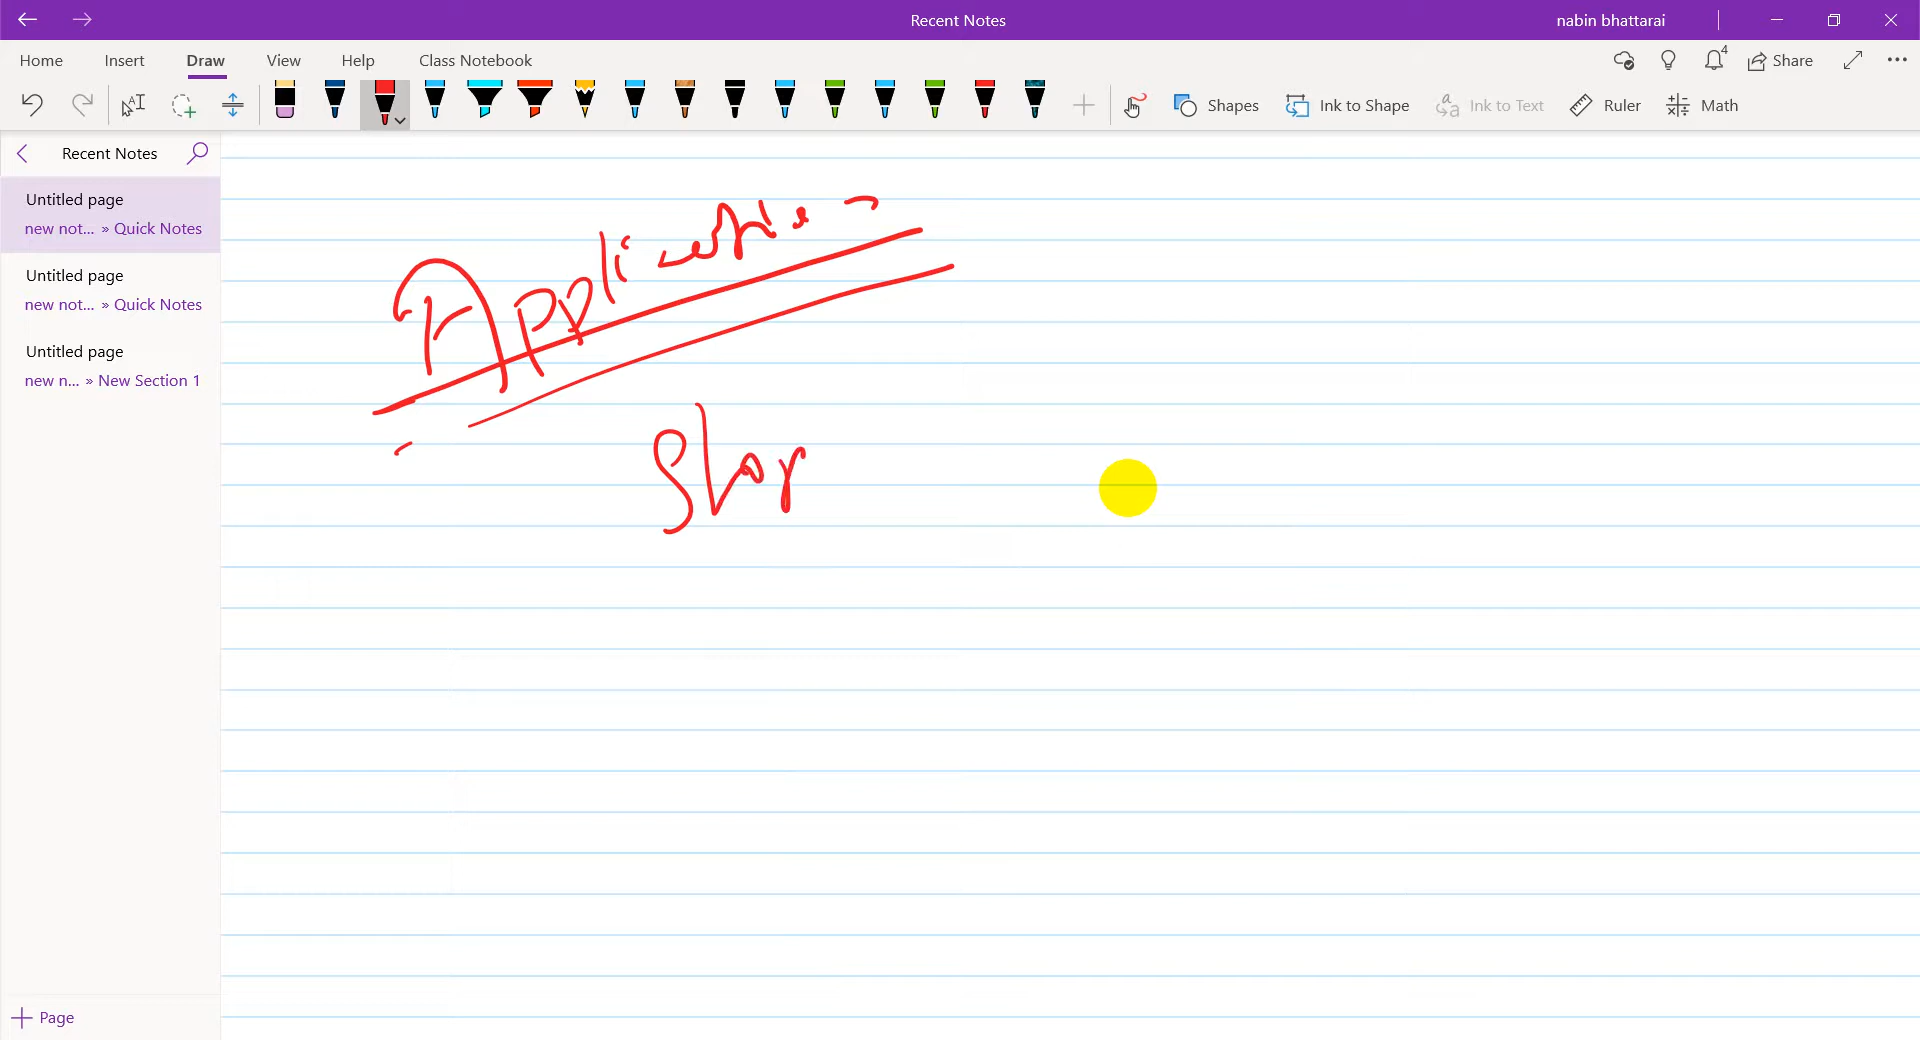 Recent Notes
nabin bhattarai
Home Insert Draw View Help Class Notebook
4
Share
Shapes Ink to Shape Ink to Text Ruler Math
Recent Notes
Untitled page
new not... » Quick Notes
Untitled page
new not... » Quick Notes
Untitled page
new n... » New Section 1
Page